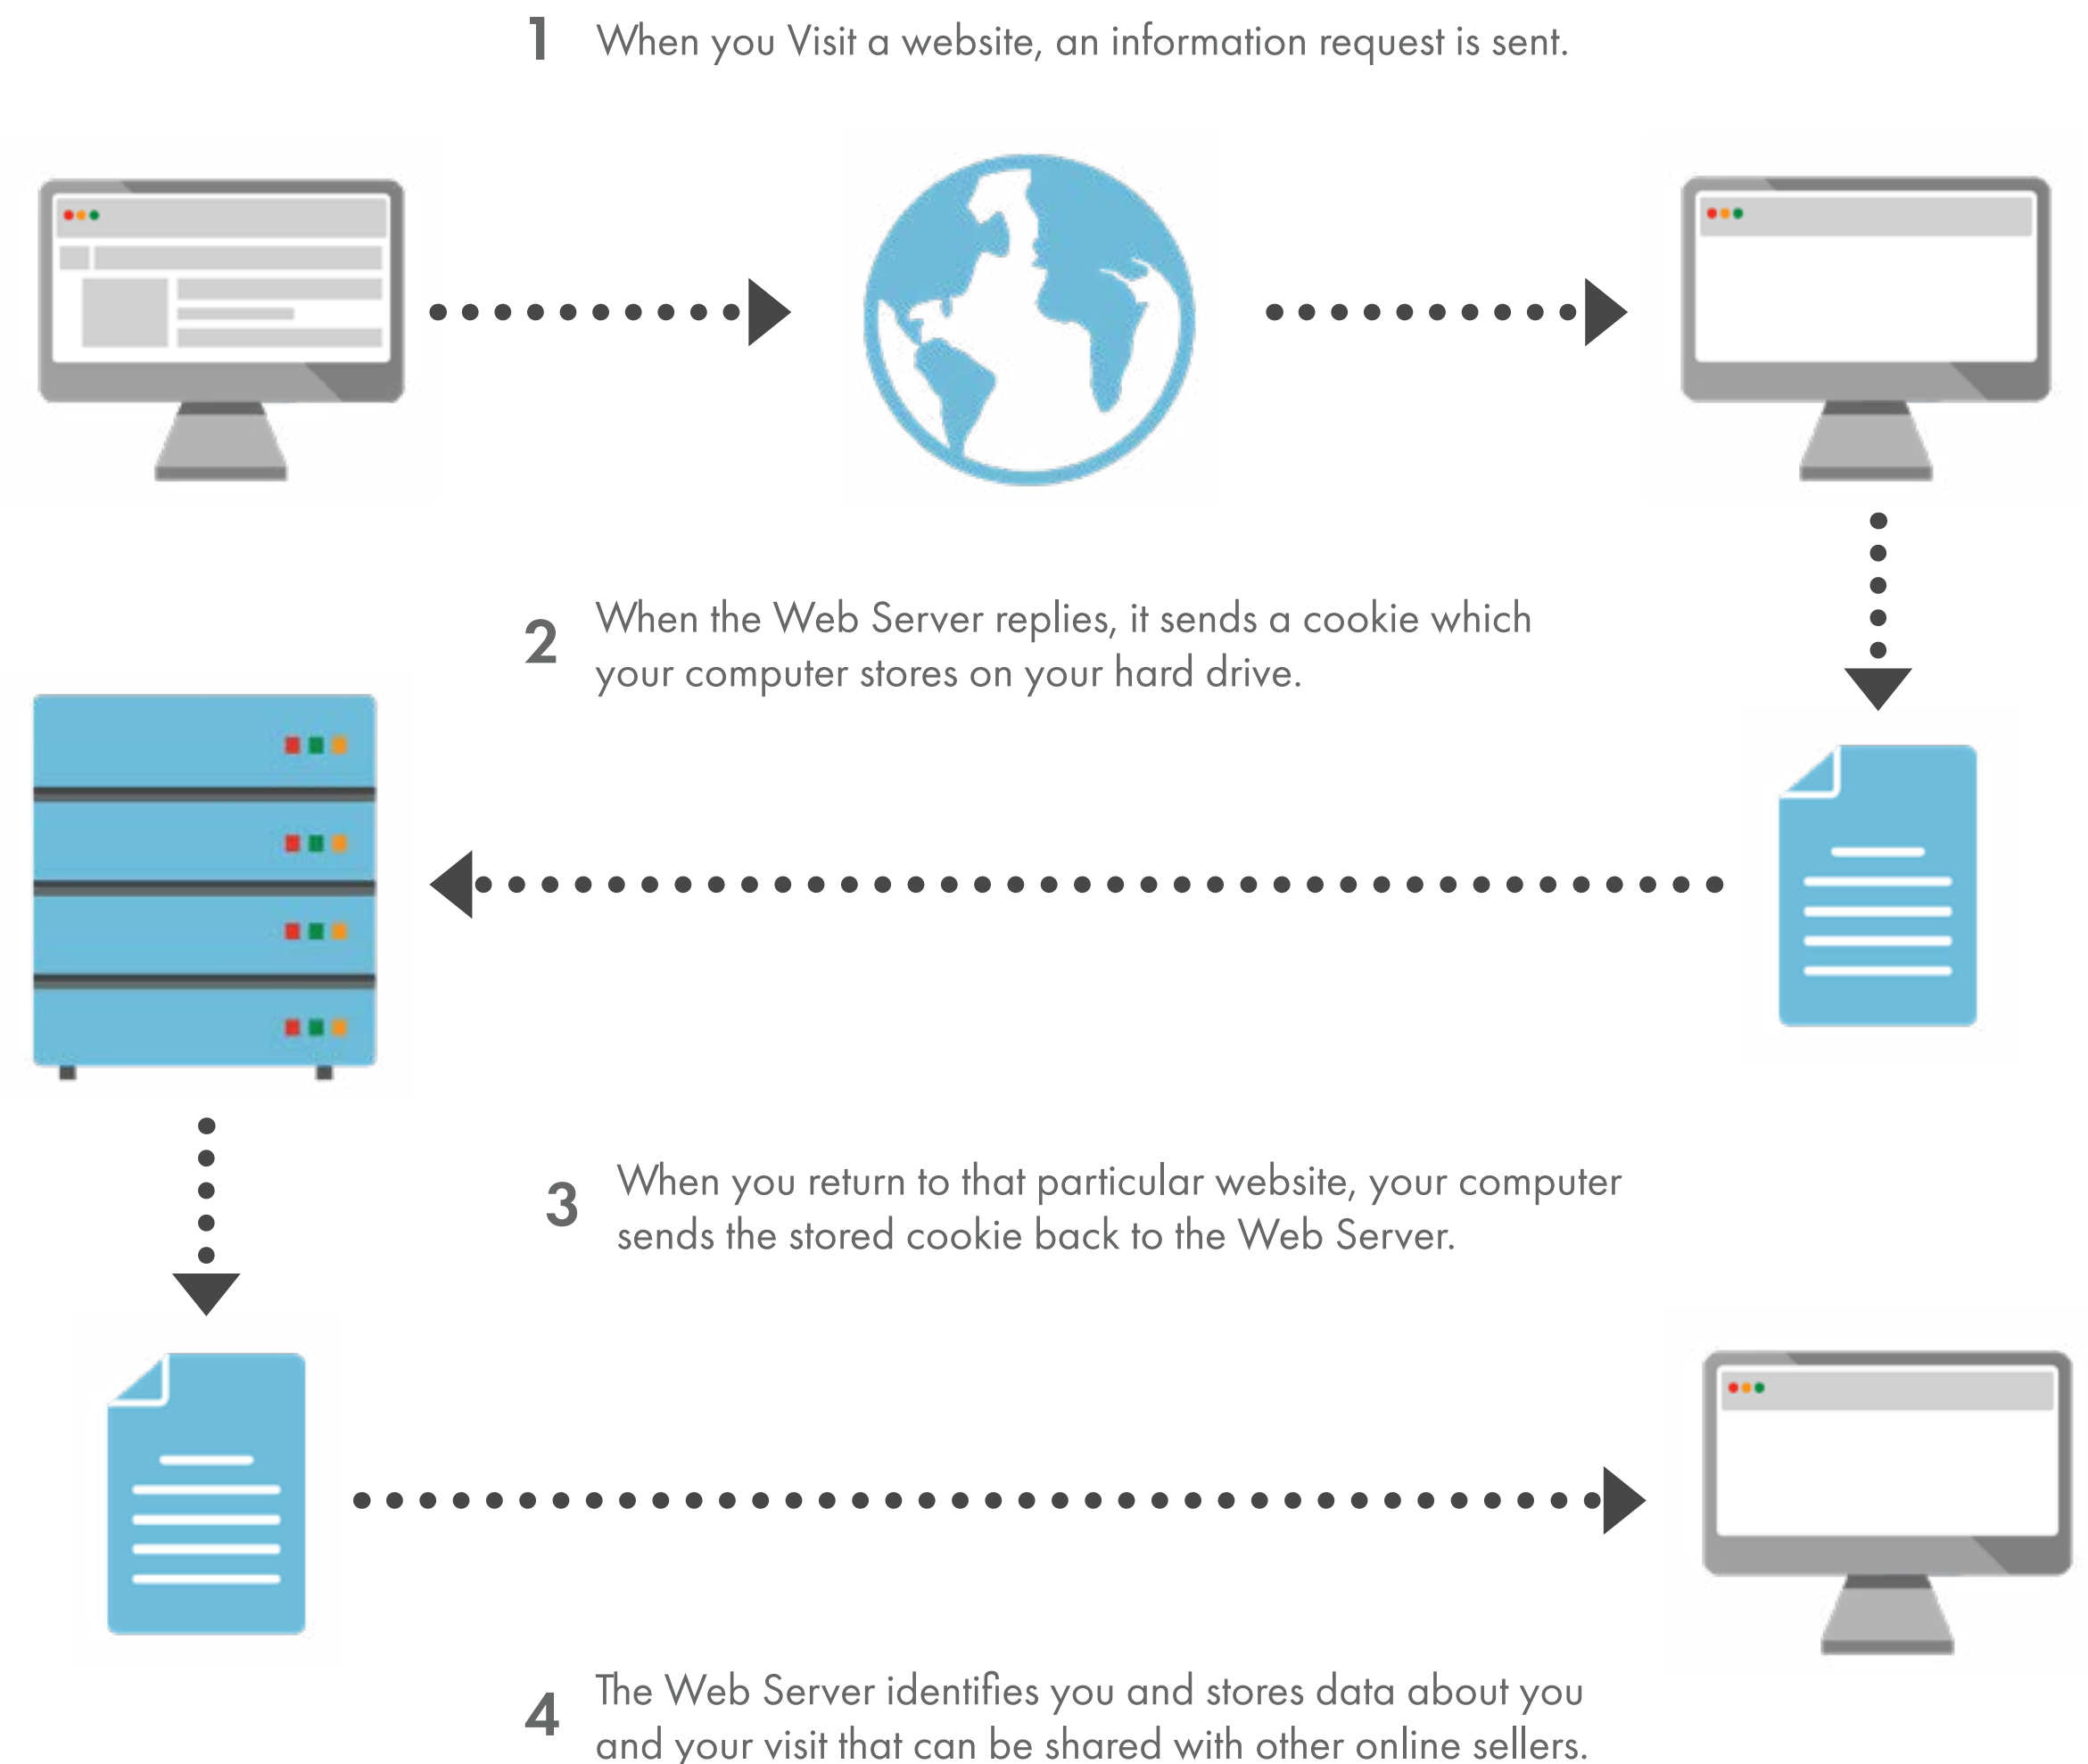 1 When you Visit a website, an information request is sent.
2 When the Web Server replies, it sends a cookie which
your computer stores on your hard drive.
3 When you return to that particular website, your computer
sends the stored cookie back to the Web Server.
4 The Web Server identifies you and stores data about you
and your visit that can be shared with other online sellers.